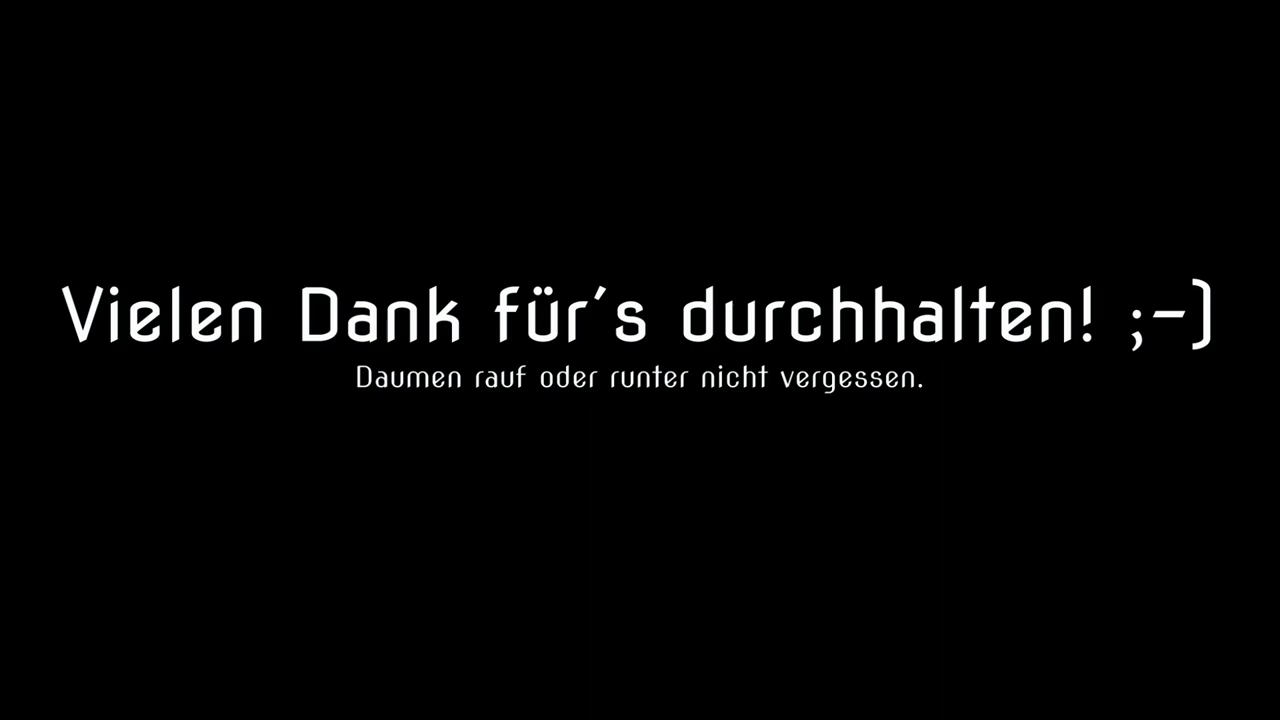 Vielen Dank für's durchhalten! ;-)
Daumen rauf oder runter nicht vergessen.